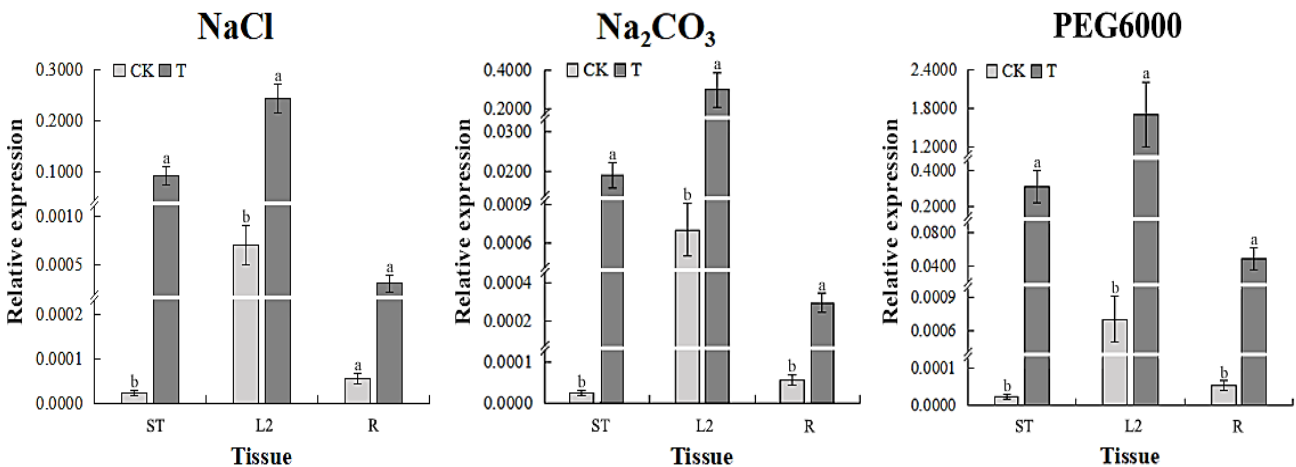 NaCl
Relative expression
0.3000
0.2000
0.1000
0.0010
0.0005
0.0002
0.0001
0.0000
CK T
b
a
b
a
a
a
ST L2 R
Tissue
Na₂CO₃
Relative expression
0.4000
0.2000
0.0300
0.0200
0.0009
0.0006
0.0004
0.0002
0.0001
0.0000
CK T
b
a
b
a
b
a
ST L2 R
Tissue
PEG6000
Relative expression
2.4000
1.8000
1.2000
0.4000
0.2000
0.0800
0.0400
0.0009
0.0006
0.0001
0.0000
CK T
b
a
b
a
b
a
ST L2 R
Tissue